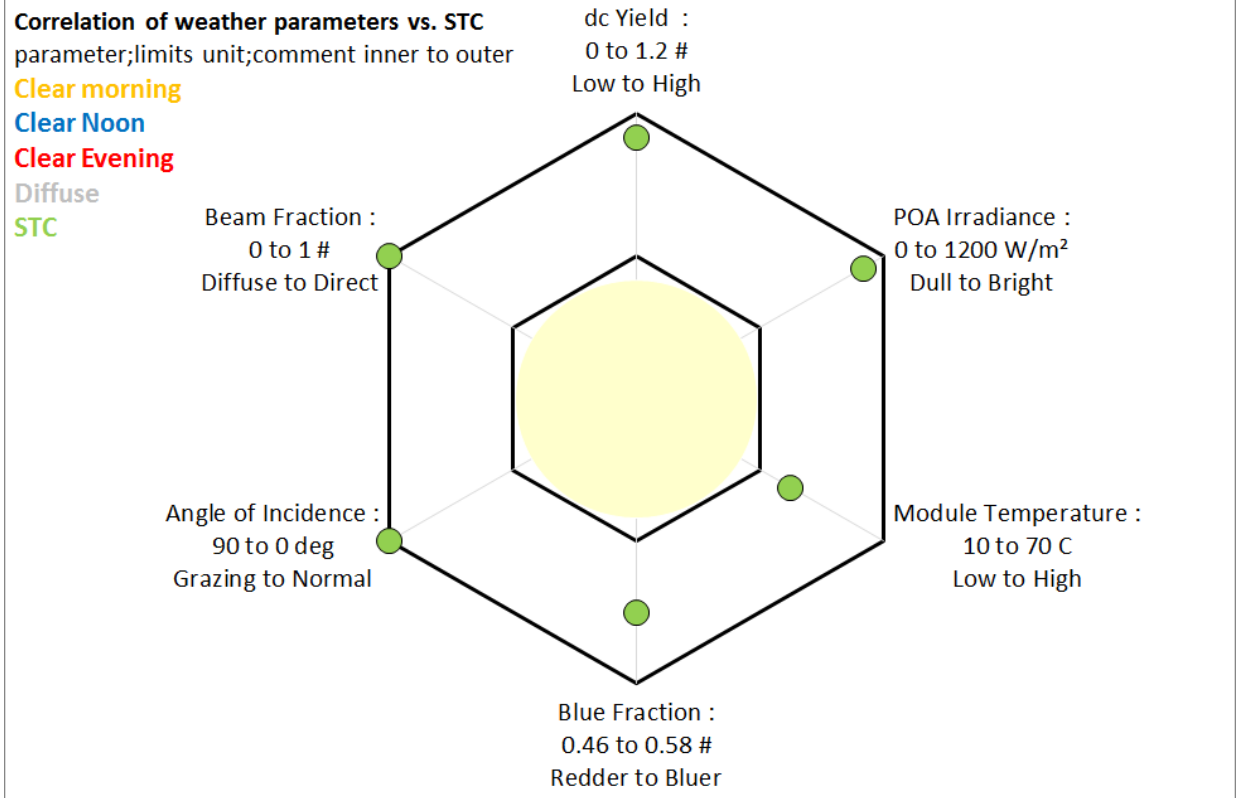 Correlation of weather parameters vs. STC
parameter;limits unit;comment inner to outer
Clear morning
Clear Noon
Clear Evening
Diffuse
STC
dc Yield :
0 to 1.2 #
Low to High
Beam Fraction :
0 to 1 #
Diffuse to Direct
POA Irradiance :
0 to 1200 W/m²
Dull to Bright
Angle of Incidence :
90 to 0 deg
Grazing to Normal
Module Temperature :
10 to 70 C
Low to High
Blue Fraction :
0.46 to 0.58 #
Redder to Bluer